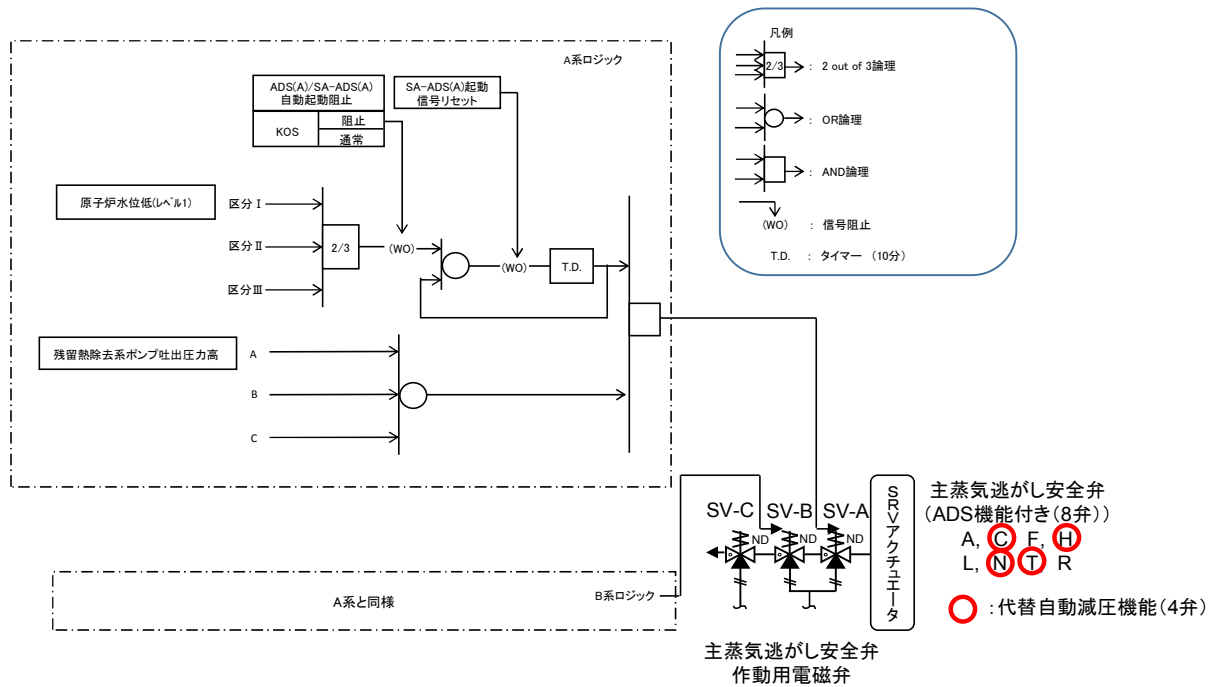 A系ロジック
ADS(A)/SA-ADS(A)
自動起動阻止
KOS
阻止
通常
SA-ADS(A)起動
信号リセット
原子炉水位低(ﾚﾍﾞﾙ1)
区分Ⅰ
区分Ⅱ
区分Ⅲ
2/3
(WO)
(WO)
T.D.
残留熱除去系ポンプ吐出圧力高
A
B
C
凡例
2/3
: 2 out of 3論理
: OR論理
: AND論理
(WO) : 信号阻止
T.D. : タイマー (10分)
SV-C
SV-B
SV-A
ND
ND
ND
SRVアクチュエータ
主蒸気逃がし安全弁
(ADS機能付き(8弁))
A, C F, H
L, N T R
:代替自動減圧機能(4弁)
A系と同様
B系ロジック
主蒸気逃がし安全弁
作動用電磁弁